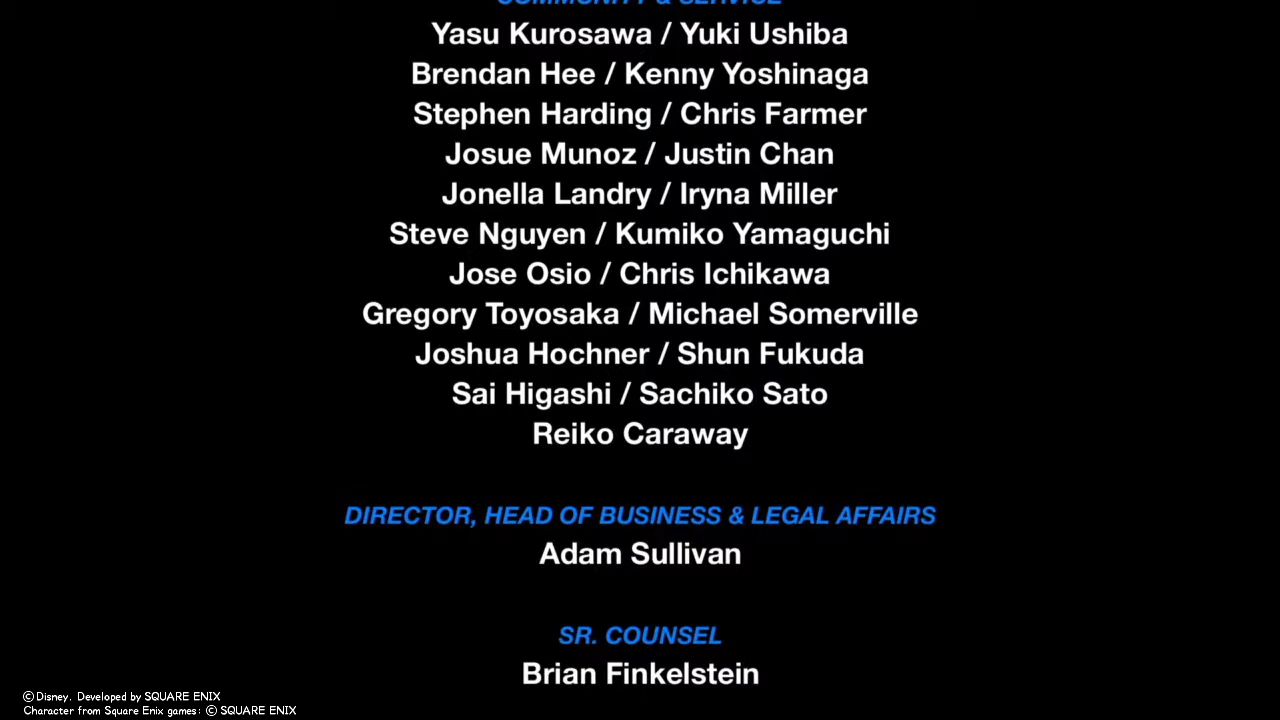 COMMUNITY & SERVICE
Yasu Kurosawa / Yuki Ushiba
Brendan Hee / Kenny Yoshinaga
Stephen Harding / Chris Farmer
Josue Munoz / Justin Chan
Jonella Landry / Iryna Miller
Steve Nguyen / Kumiko Yamaguchi
Jose Osio / Chris Ichikawa
Gregory Toyosaka / Michael Somerville
Joshua Hochner / Shun Fukuda
Sai Higashi / Sachiko Sato
Reiko Caraway
DIRECTOR, HEAD OF BUSINESS & LEGAL AFFAIRS
Adam Sullivan
SR. COUNSEL
Brian Finkelstein
©Disney. Developed by SQUARE ENIX
Character from Square Enix games: © SQUARE ENIX